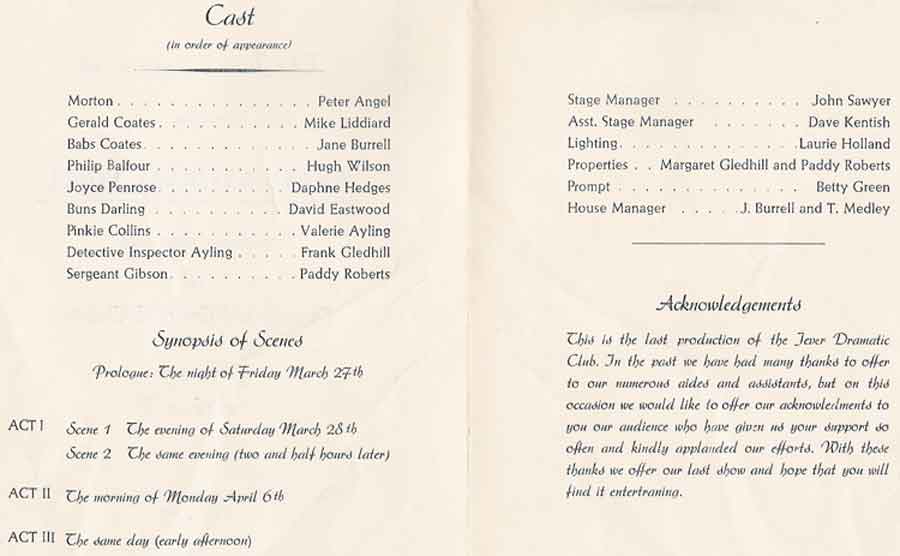 Cast
(in order of appearance)
Morton . . . . . . . . . . . . . . . . Peter Angel
Gerald Coates . . . . . . . . . . . Mike Liddiard
Babs Coates . . . . . . . . . . . . . Jane Burrell
Philip Balfour . . . . . . . . . . . Hugh Wilson
Joyce Penrose . . . . . . . . . . Daphne Hedges
Buns Darling . . . . . . . . . . David Eastwood
Pinkie Collins . . . . . . . . . . . Valerie Ayling
Detective Inspector Ayling . . . . . Frank Gledhill
Sergeant Gibson . . . . . . . . . . Paddy Roberts
Synopsis of Scenes
Prologue: The night of Friday March 27th
ACT I Scene 1 The evening of Saturday March 28th
Scene 2 The same evening (two and half hours later)
ACT II The morning of Monday April 6th
ACT III The same day (early afternoon)
Stage Manager . . . . . . . . . . John Sawyer
Asst. Stage Manager . . . . . . . Dave Kentish
Lighting . . . . . . . . . . . . . Laurie Holland
Properties . . Margaret Gledhill and Paddy Roberts
Prompt . . . . . . . . . . . . . . Betty Green
House Manager . . . . . J. Burrell and T. Medley
Acknowledgements
This is the last production of the Jever Dramatic
Club. In the past we have had many thanks to offer
to our numerous aides and assistants, but on this
occasion we would like to offer our acknowledments to
you our audience who have given us your support so
often and kindly applauded our efforts. With these
thanks we offer our last show and hope that you will
find it entertraning.